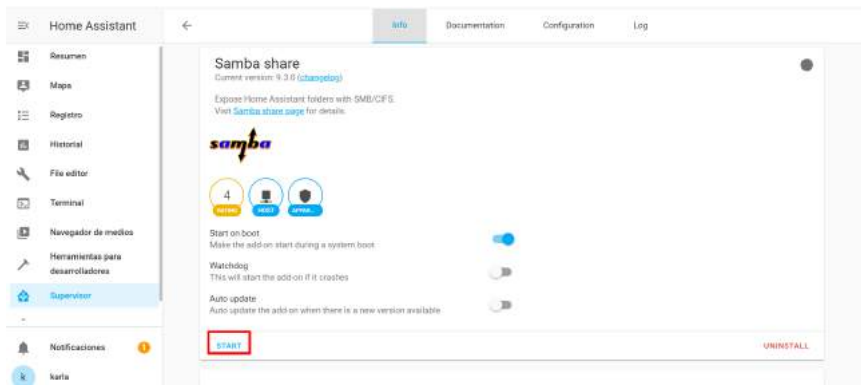 Home Assistant
Info
Documentation
Configuration
Log
Resumen
Mapa
Registro
Historial
File editor
Terminal
Navegador de medios
Herramientas para
desarrolladores
Supervisor
Notificaciones
1
k
karla
Samba share
Current version: 9.3.0 (changelog)
Expose Home Assistant folders with SMB/CIFS.
Visit Samba share page for details.
samba
4
RATING
HOST
APPAR...
Start on boot
Make the add-on start during a system boot
Watchdog
This will start the add-on if it crashes
Auto update
Auto update the add-on when there is a new version available
START
UNINSTALL